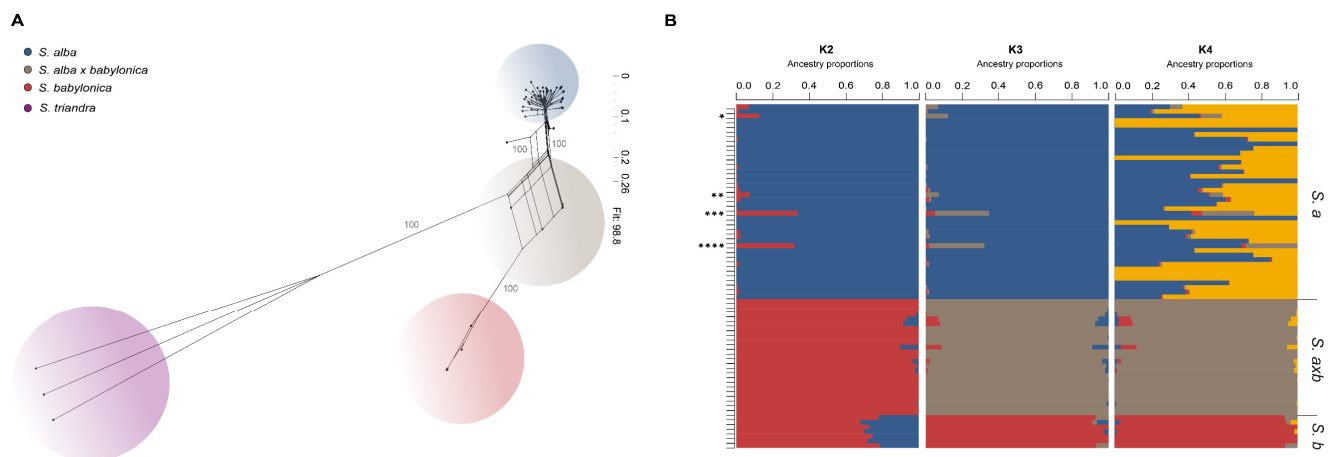 A
S. alba
S. alba x babylonica
S. babylonica
S. triandra
100
100
100
100
0
0.1
0.2
0.26
Fit: 98.8
B
K2
K3
K4
Ancestry proportions
Ancestry proportions
Ancestry proportions
0.0 0.2 0.4 0.6 0.8 1.0
0.0 0.2 0.4 0.6 0.8 1.0
0.0 0.2 0.4 0.6 0.8 1.0
*
**
***
****
S. a
S. axb
S. b